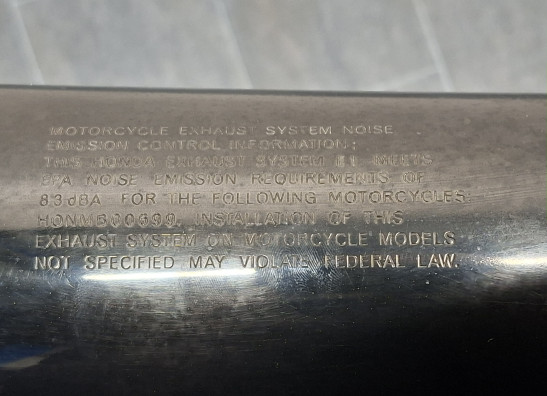 MOTORCYCLE EXHAUST SYSTEM NOISE
EMISSION CONTROL INFORMATION:
THIS HONDA EXHAUST SYSTEM MEETS
EPA NOISE EMISSION REQUIREMENTS OF
83dBA FOR THE FOLLOWING MOTORCYCLES:
INSTALLATION OF THIS
EXHAUST SYSTEM ON MOTORCYCLE MODELS
NOT SPECIFIED MAY VIOLATE FEDERAL LAW.